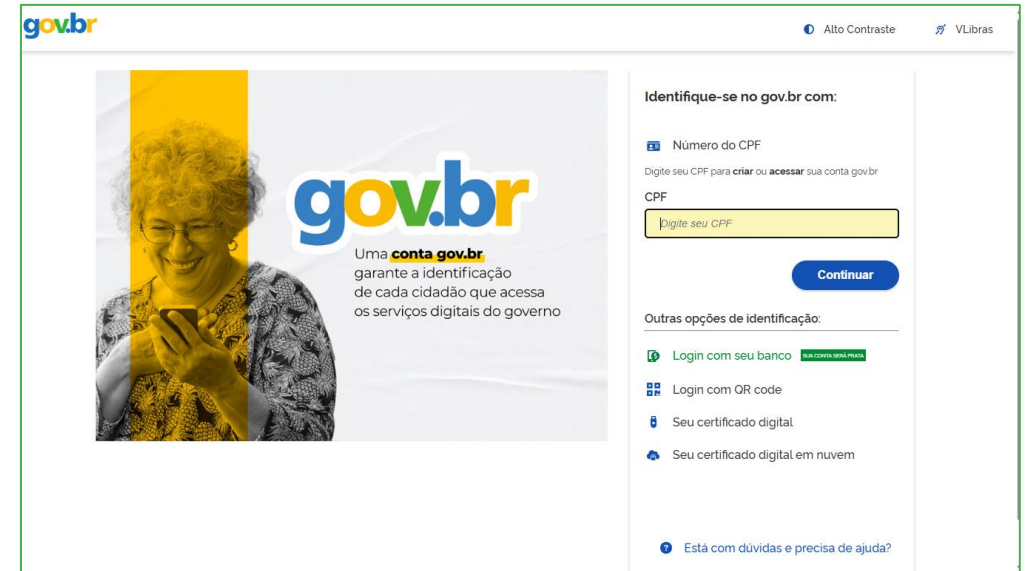 gov.br
Alto Contraste
VLibras
gov.br
Uma conta gov.br
garante a identificação
de cada cidadão que acessa
os serviços digitais do governo
Identifique-se no gov.br com:
Número do CPF
Digite seu CPF para criar ou acessar sua conta gov.br
CPF
Digite seu CPF
Continuar
Outras opções de identificação:
Login com seu banco SUA CONTA SERÁ PRATA
Login com QR code
Seu certificado digital
Seu certificado digital em nuvem
Está com dúvidas e precisa de ajuda?